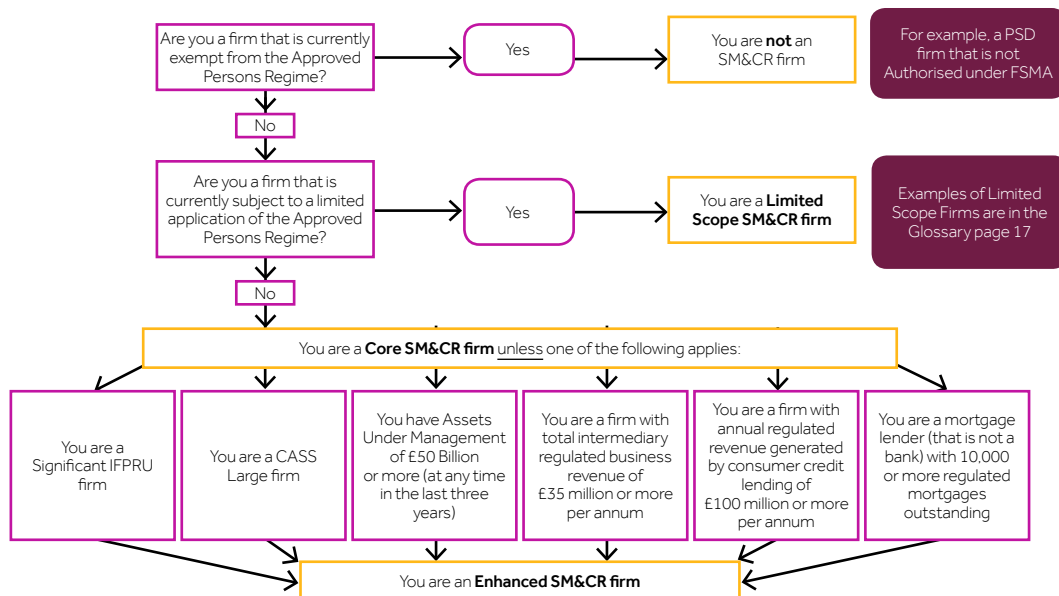 Are you a firm that is currently
exempt from the Approved
Persons Regime?
Yes
You are not an
SM&CR firm
For example, a PSD
firm that is not
Authorised under FSMA
No
Are you a firm that is
currently subject to a limited
application of the Approved
Persons Regime?
Yes
You are a Limited
Scope SM&CR firm
Examples of Limited
Scope Firms are in the
Glossary page 17
No
You are a Core SM&CR firm unless one of the following applies:
You are a
Significant IFPRU
firm
You are a CASS
Large firm
You have Assets
Under Management
of £50 Billion
or more (at any time
in the last three
years)
You are a firm with
total intermediary
regulated business
revenue of
£35 million or more
per annum
You are a firm with
annual regulated
revenue generated
by consumer credit
lending of
£100 million or more
per annum
You are a mortgage
lender (that is not a
bank) with 10,000
or more regulated
mortgages
outstanding
You are an Enhanced SM&CR firm